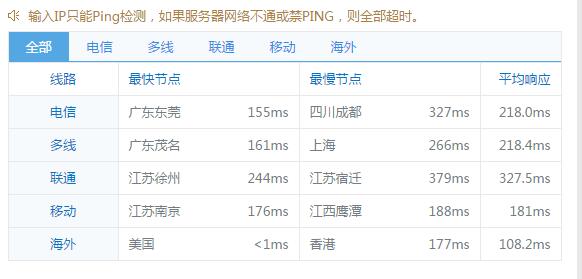 输入IP只能Ping检测，如果服务器网络不通或禁PING，则全部超时。
全部 电信 多线 联通 移动 海外
线路 最快节点 最慢节点 平均响应
电信 广东东莞 155ms 四川成都 327ms 218.0ms
多线 广东茂名 161ms 上海 266ms 218.4ms
联通 江苏徐州 244ms 江苏宿迁 379ms 327.5ms
移动 江苏南京 176ms 江西鹰潭 188ms 181ms
海外 美国 <1ms 香港 177ms 108.2ms